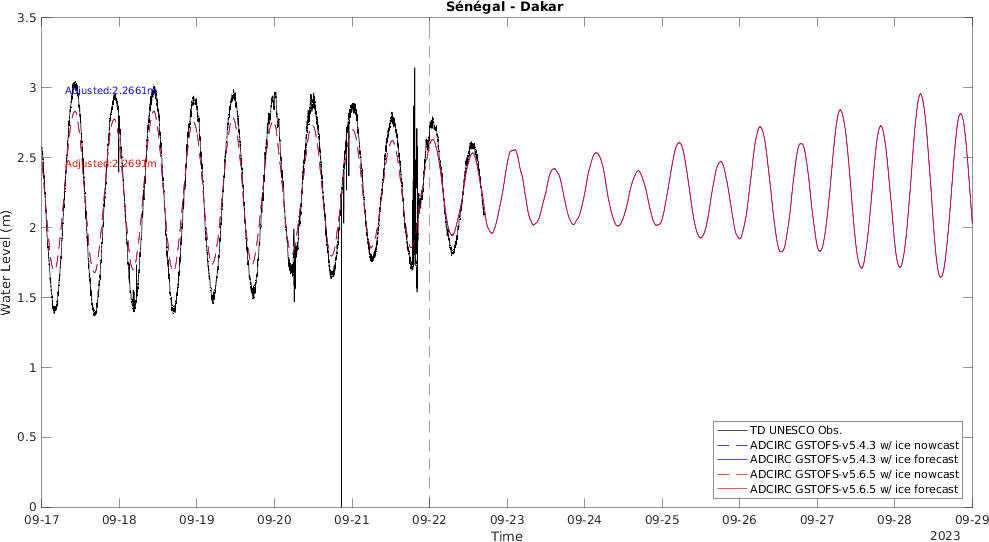 Sénégal - Dakar
3.5
3
2.5
2
1.5
1
0.5
0
Water Level (m)
Adjusted:2.2661m
Adjusted:2.2691m
TD UNESCO Obs.
ADCIRC GSTOFS-v5.4.3 w/ ice nowcast
ADCIRC GSTOFS-v5.4.3 w/ ice forecast
ADCIRC GSTOFS-v5.6.5 w/ ice nowcast
ADCIRC GSTOFS-v5.6.5 w/ ice forecast
09-17 09-18 09-19 09-20 09-21 09-22 09-23 09-24 09-25 09-26 09-27 09-28 09-29
Time
2023